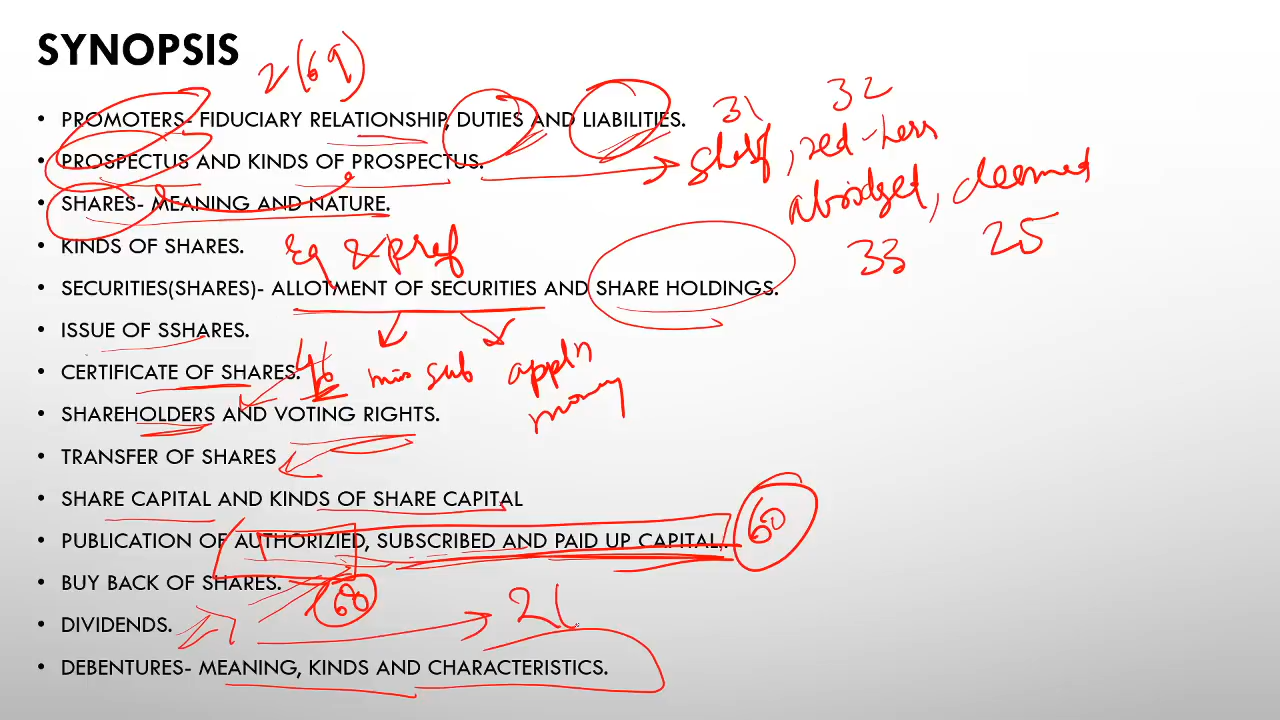 SYNOPSIS
2(69)
• PROMOTERS- FIDUCIARY RELATIONSHIP, DUTIES AND LIABILITIES.
31 32
shelf, red-herr
• PROSPECTUS AND KINDS OF PROSPECTUS.
abridged, deemed
33 25
• SHARES- MEANING AND NATURE.
• KINDS OF SHARES.
Eq & pref
• SECURITIES(SHARES)- ALLOTMENT OF SECURITIES AND SHARE HOLDINGS.
• ISSUE OF SSHARES.
• CERTIFICATE OF SHARES.
46 min sub appln
money
• SHAREHOLDERS AND VOTING RIGHTS.
• TRANSFER OF SHARES
• SHARE CAPITAL AND KINDS OF SHARE CAPITAL
• PUBLICATION OF AUTHORIZIED, SUBSCRIBED AND PAID UP CAPITAL,.
60
• BUY BACK OF SHARES.
• DIVIDENDS.
• DEBENTURES- MEANING, KINDS AND CHARACTERISTICS.